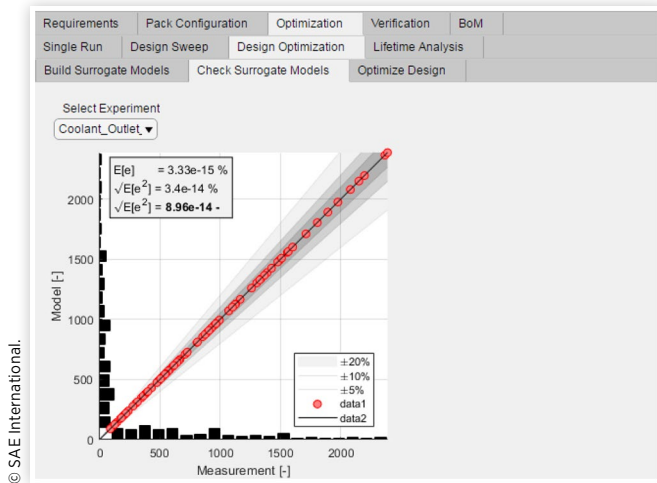 Requirements Pack Configuration Optimization Verification BoM
Single Run Design Sweep Design Optimization Lifetime Analysis
Build Surrogate Models Check Surrogate Models Optimize Design
Select Experiment
Coolant_Outlet_
E[e] = 3.33e-15 %
√E[e²] = 3.4e-14 %
√E[e²] = 8.96e-14 -
2000
1500
1000
500
0
Model [-]
±20%
±10%
±5%
data1
data2
0 500 1000 1500 2000
Measurement [-]
© SAE International.